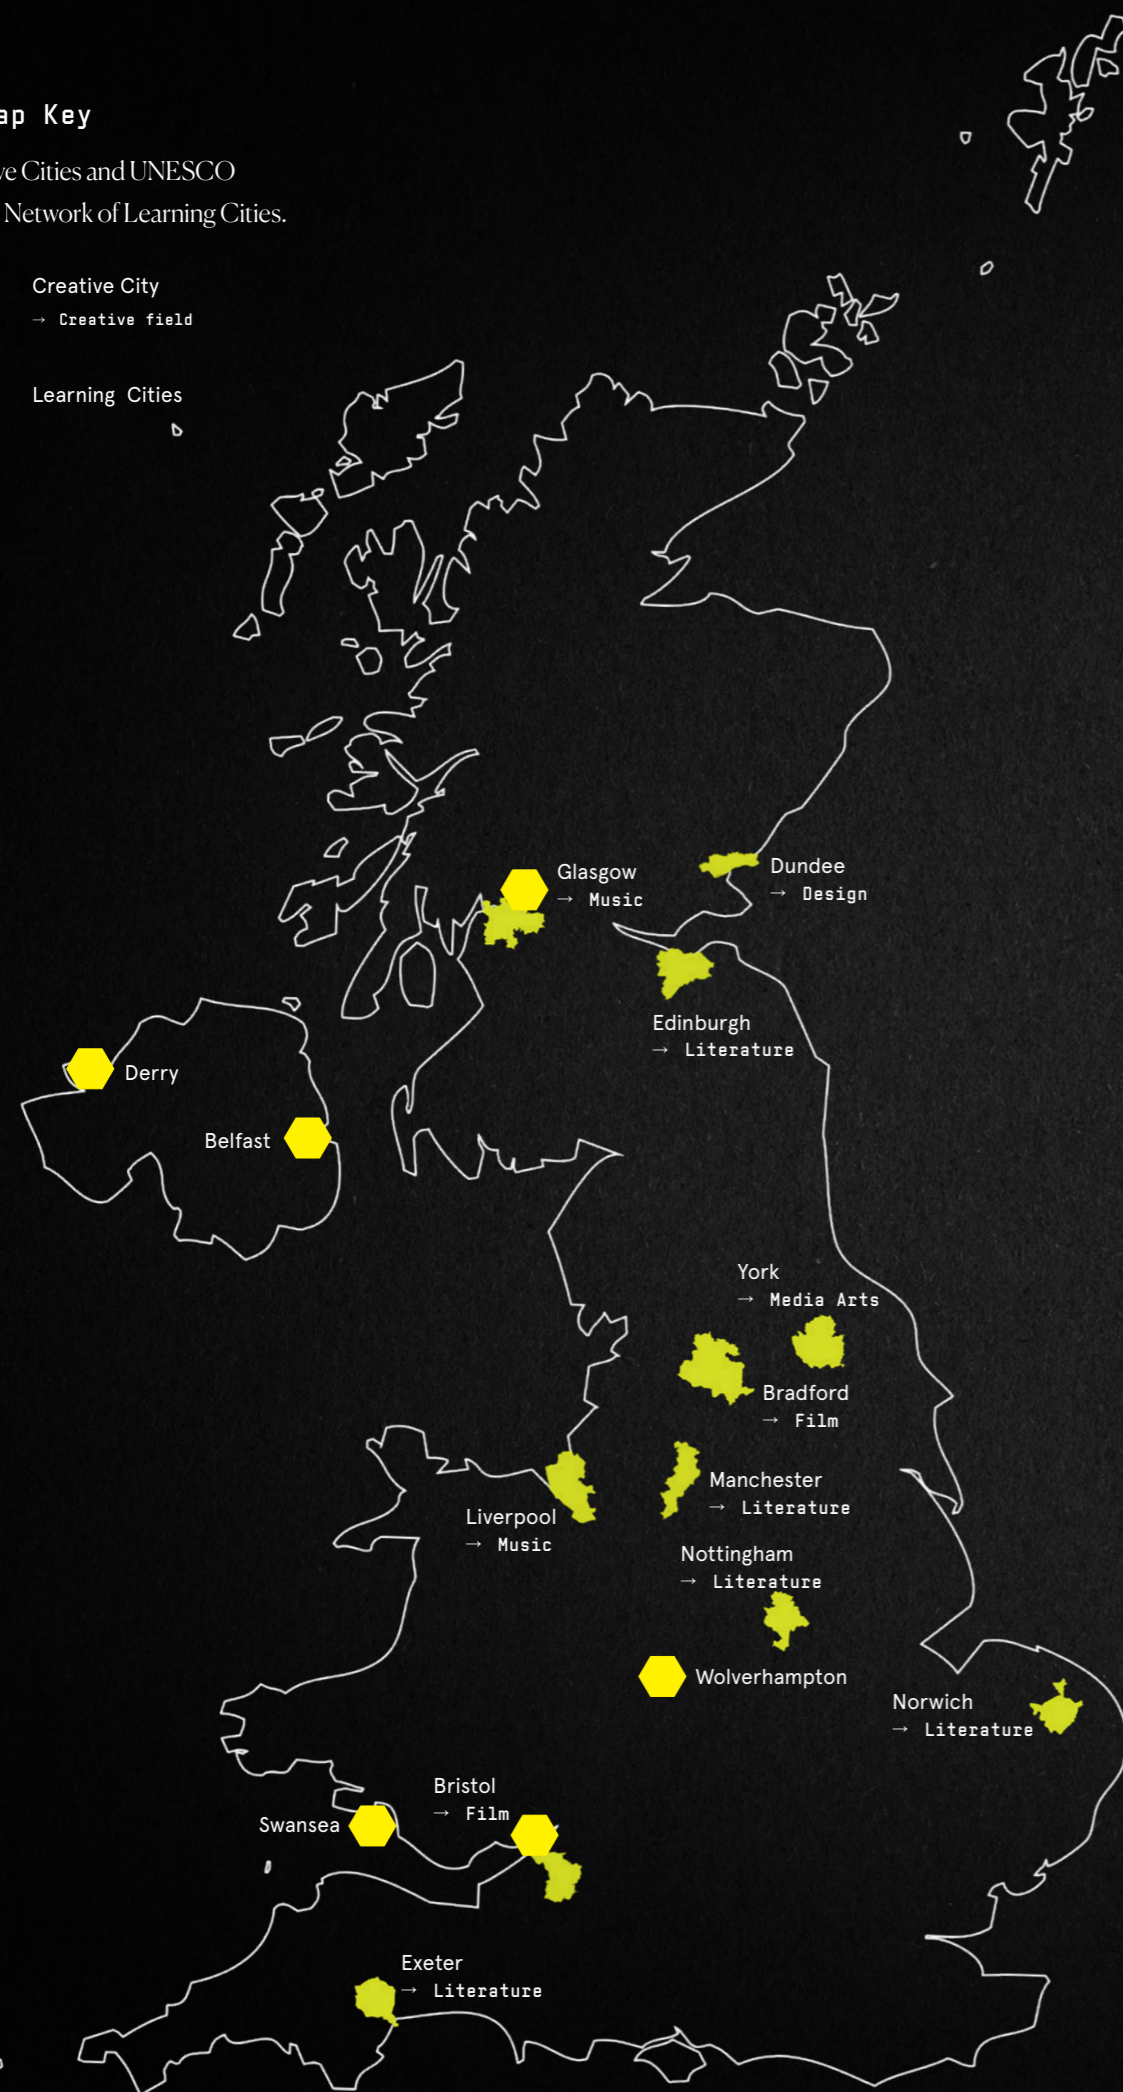 ap Key
ve Cities and UNESCO
Network of Learning Cities.
Creative City
→ Creative field
Learning Cities
Glasgow
→ Music
Dundee
→ Design
Edinburgh
→ Literature
Derry
Belfast
York
→ Media Arts
Bradford
→ Film
Manchester
→ Literature
Liverpool
→ Music
Nottingham
→ Literature
Wolverhampton
Norwich
→ Literature
Bristol
→ Film
Swansea
Exeter
→ Literature